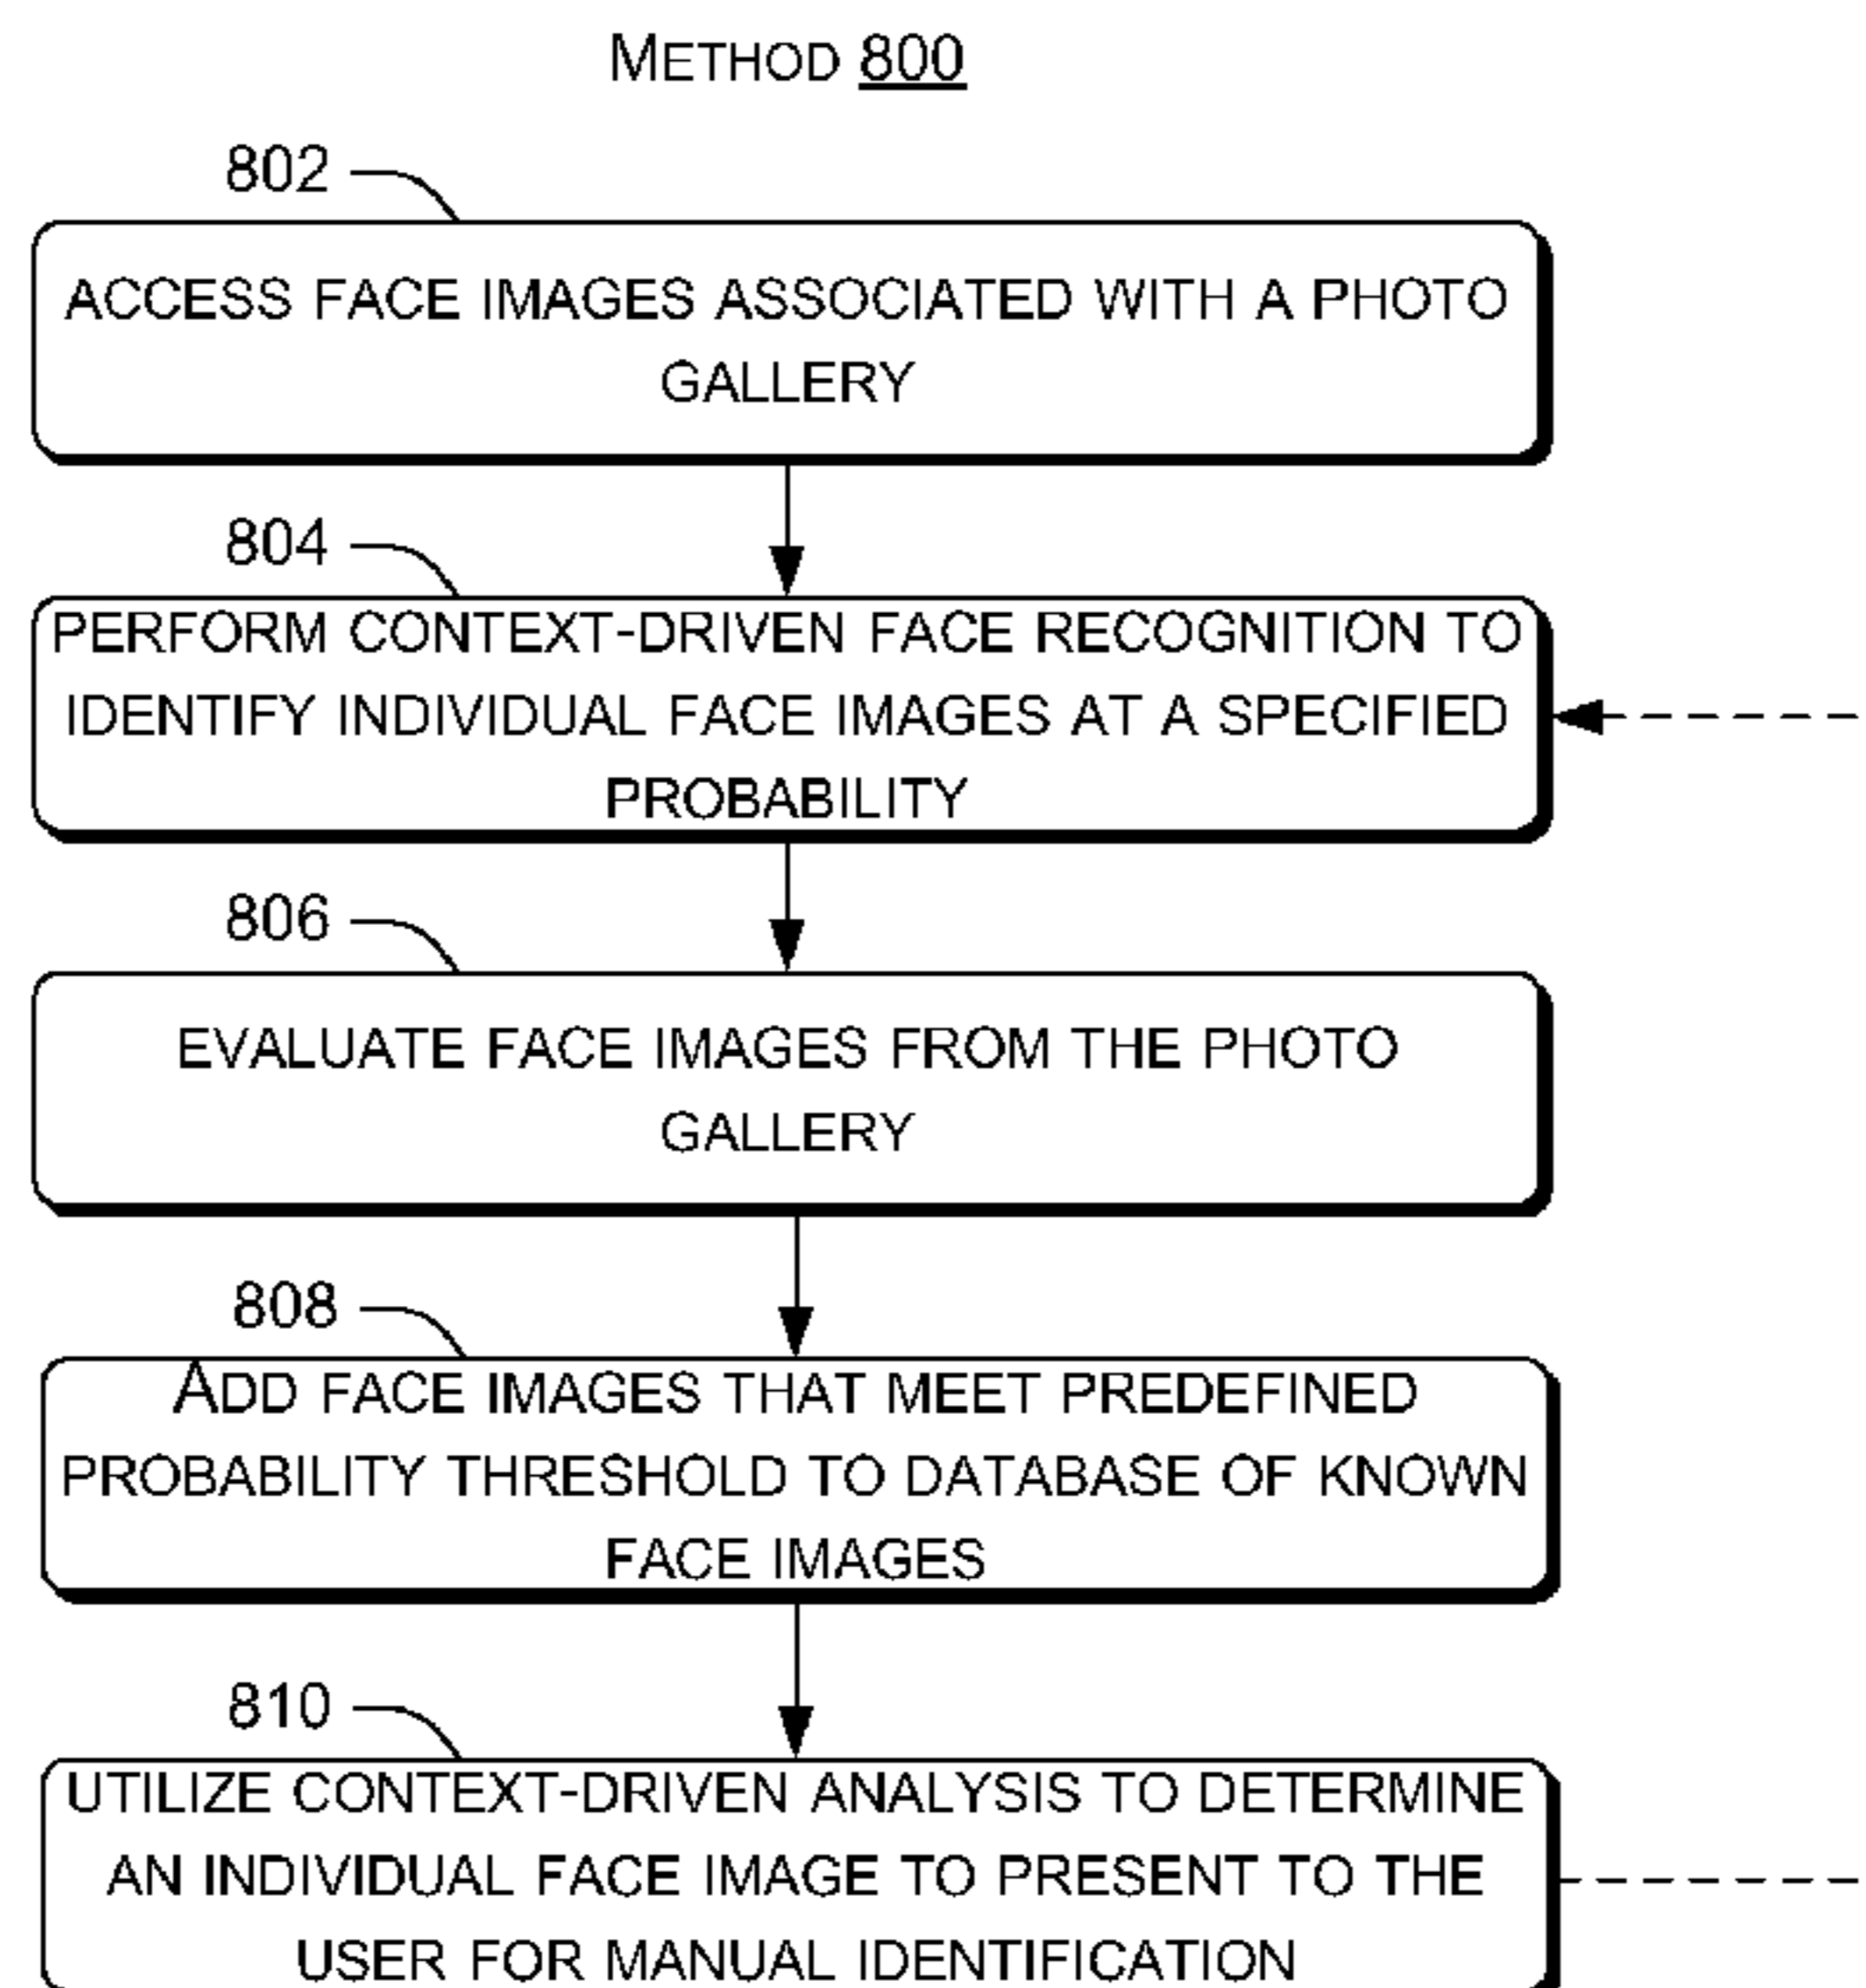 METHOD 800
802
ACCESS FACE IMAGES ASSOCIATED WITH A PHOTO
GALLERY
804
PERFORM CONTEXT-DRIVEN FACE RECOGNITION TO
IDENTIFY INDIVIDUAL FACE IMAGES AT A SPECIFIED
PROBABILITY
806
EVALUATE FACE IMAGES FROM THE PHOTO
GALLERY
808
ADD FACE IMAGES THAT MEET PREDEFINED
PROBABILITY THRESHOLD TO DATABASE OF KNOWN
FACE IMAGES
810
UTILIZE CONTEXT-DRIVEN ANALYSIS TO DETERMINE
AN INDIVIDUAL FACE IMAGE TO PRESENT TO THE
USER FOR MANUAL IDENTIFICATION